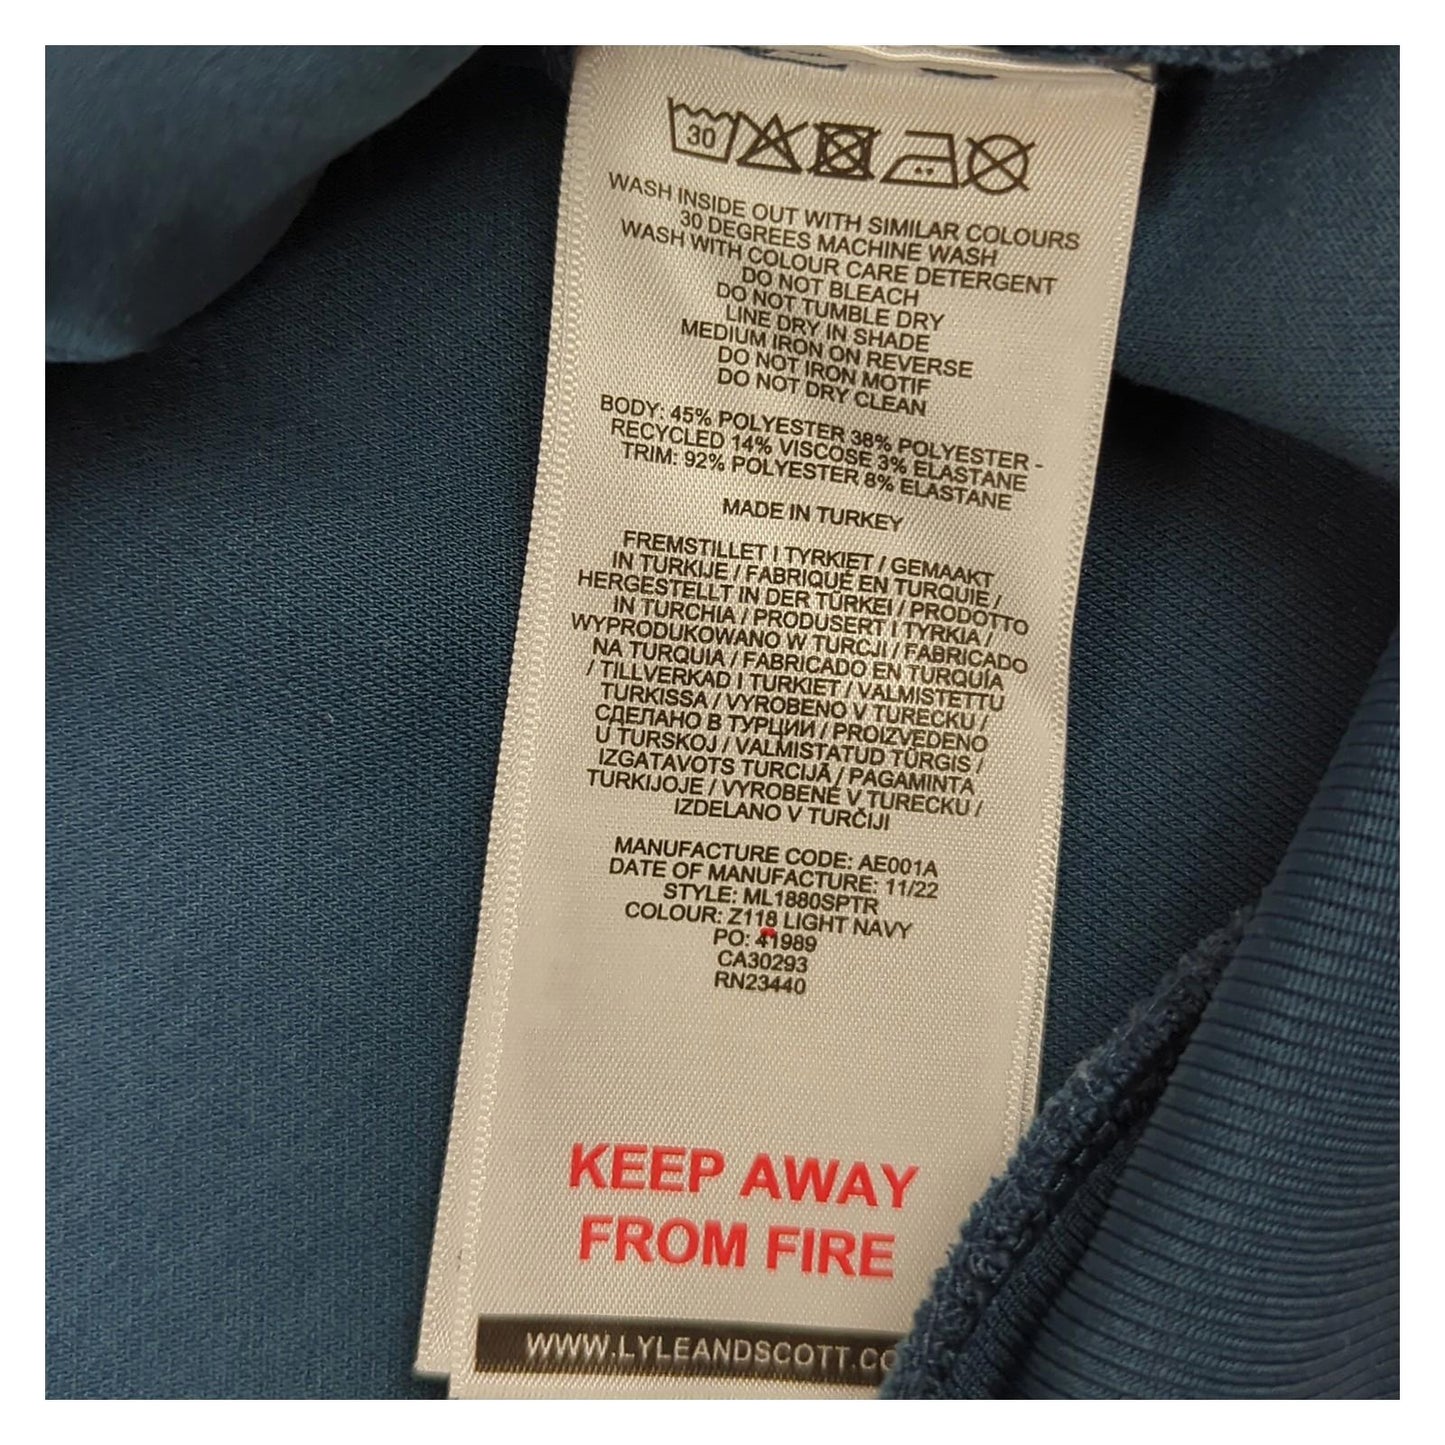 30
WASH INSIDE OUT WITH SIMILAR COLOURS
30 DEGREES MACHINE WASH
WASH WITH COLOUR CARE DETERGENT
DO NOT BLEACH
DO NOT TUMBLE DRY
LINE DRY IN SHADE
MEDIUM IRON ON REVERSE
DO NOT IRON MOTIF
DO NOT DRY CLEAN
BODY: 45% POLYESTER 38% POLYESTER -
RECYCLED 14% VISCOSE 3% ELASTANE
TRIM: 92% POLYESTER 8% ELASTANE
MADE IN TURKEY
FREMSTILLET I TYRKIET / GEMAAKT
IN TURKIJE / FABRIQUÉ EN TURQUIE /
HERGESTELLT IN DER TÜRKEI / PRODOTTO
IN TURCHIA / PRODUSERT I TYRKIA /
WYPRODUKOWANO W TURCJI / FABRICADO
NA TURQUIA / FABRICADO EN TURQUÍA
/ TILLVERKAD I TURKIET / VALMISTETTU
TURKISSA / VYROBENO V TURECKU /
СДЕЛАНО В ТУРЦИИ / PROIZVEDENO
U TURSKOJ / VALMISTATUD TÜRGIS /
IZGATAVOTS TURCIJĀ / PAGAMINTA
TURKIJOJE / VYROBENÉ V TURECKU /
IZDELANO V TURČIJI
MANUFACTURE CODE: AE001A
DATE OF MANUFACTURE: 11/22
STYLE: ML1880SPTR
COLOUR: Z118 LIGHT NAVY
PO: 41989
CA30293
RN23440
KEEP AWAY
FROM FIRE
WWW.LYLEANDSCOTT.CO